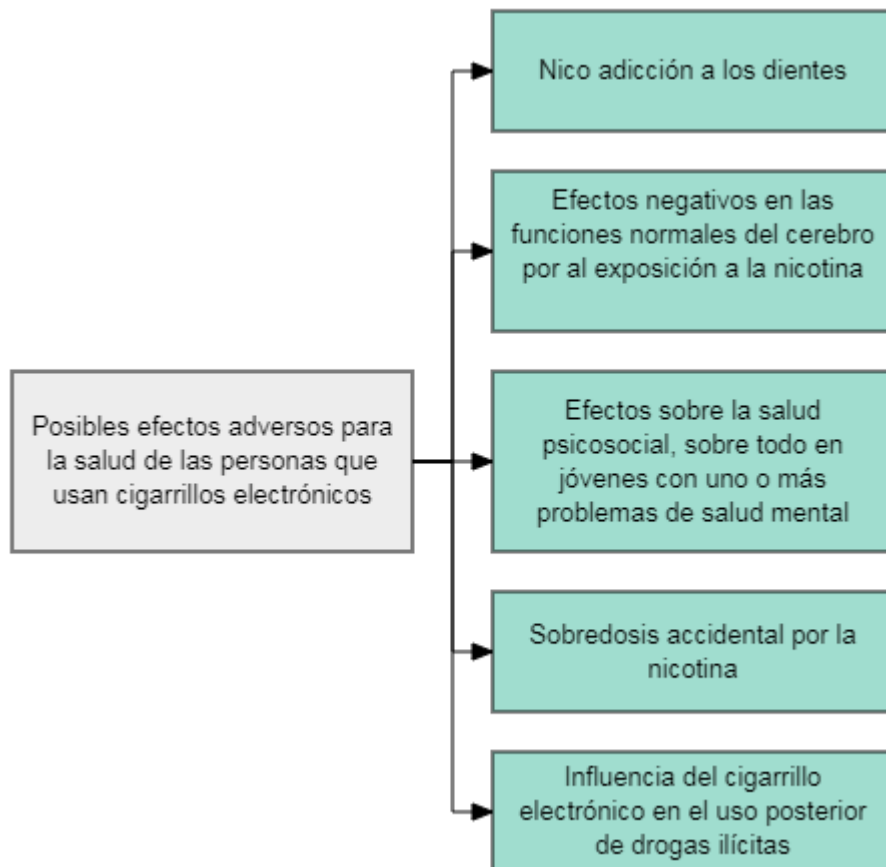 Nico adicción a los dientes
Efectos negativos en las
funciones normales del cerebro
por al exposición a la nicotina
Posibles efectos adversos para
la salud de las personas que
usan cigarrillos electrónicos
Efectos sobre la salud
psicosocial, sobre todo en
jóvenes con uno o más
problemas de salud mental
Sobredosis accidental por la
nicotina
Influencia del cigarrillo
electrónico en el uso posterior
de drogas ilícitas